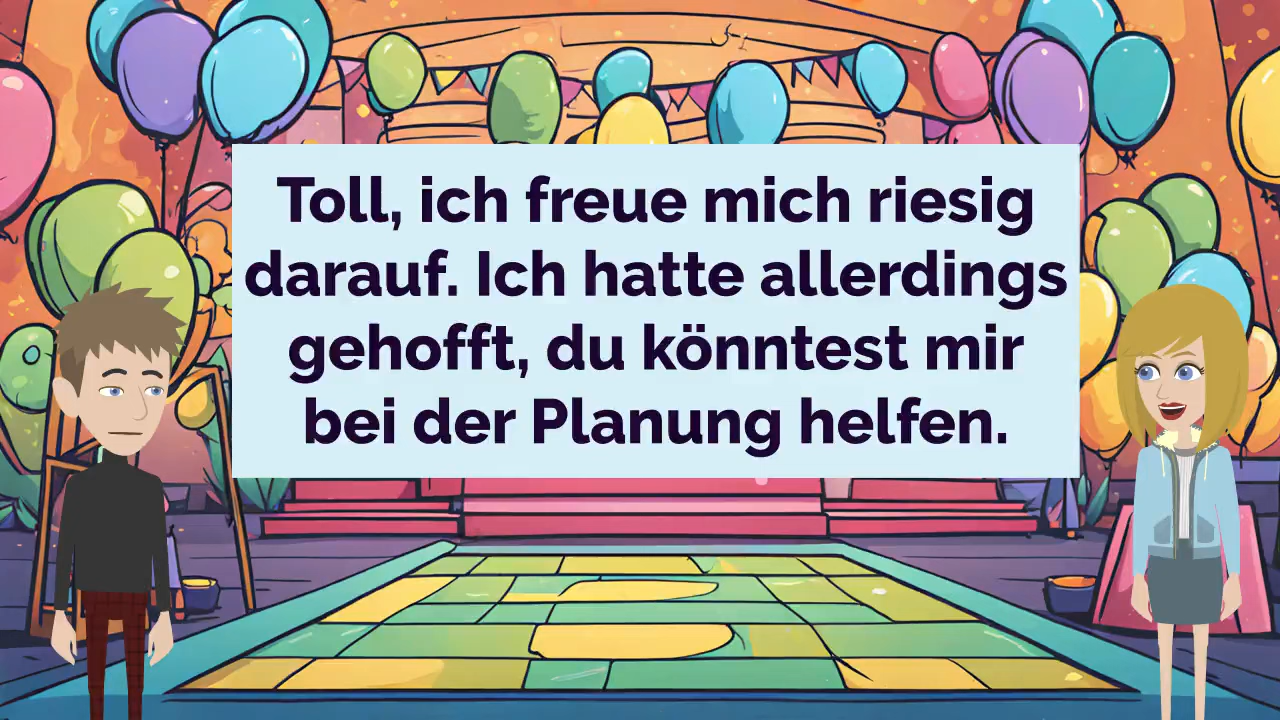 Toll, ich freue mich riesig
darauf. Ich hatte allerdings
gehofft, du könntest mir
bei der Planung helfen.